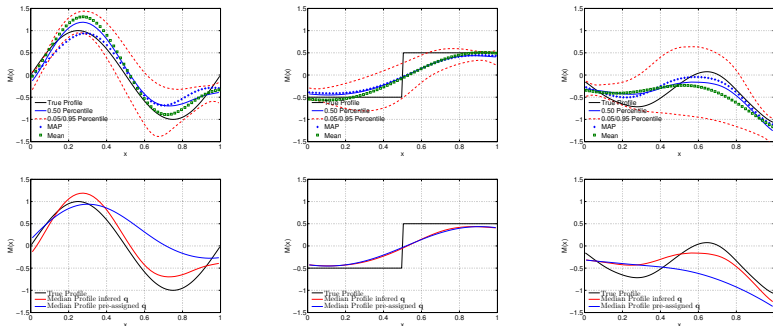 1.5
1
0.5
0
−0.5
−1
−1.5
M(x)
True Profile
0.50 Percentile
0.05/0.95 Percentile
MAP
Mean
0 0.2 0.4 0.6 0.8 1
x
1.5
1
0.5
0
−0.5
−1
−1.5
M(x)
True Profile
0.50 Percentile
0.05/0.95 Percentile
MAP
Mean
0 0.2 0.4 0.6 0.8 1
x
1.5
1
0.5
0
−0.5
−1
−1.5
M(x)
True Profile
0.50 Percentile
0.05/0.95 Percentile
MAP
Mean
0 0.2 0.4 0.6 0.8
x
1.5
1
0.5
0
−0.5
−1
−1.5
M(x)
True Profile
Median Profile infered q
Median Profile pre-assigned q
0 0.2 0.4 0.6 0.8 1
x
1.5
1
0.5
0
−0.5
−1
−1.5
M(x)
True Profile
Median Profile infered q
Median Profile pre-assigned q
0 0.2 0.4 0.6 0.8 1
x
1.5
1
0.5
0
−0.5
−1
−1.5
M(x)
True Profile
Median Profile infered q
Median Profile pre-assigned q
0 0.2 0.4 0.6 0.8
x